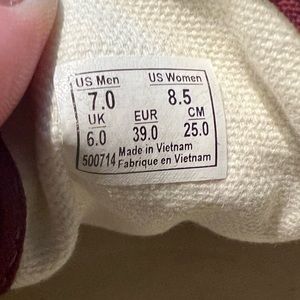 US Men US Women
7.0 8.5
UK EUR CM
6.0 39.0 25.0
500714 Made in Vietnam
Fabrique en Vietnam